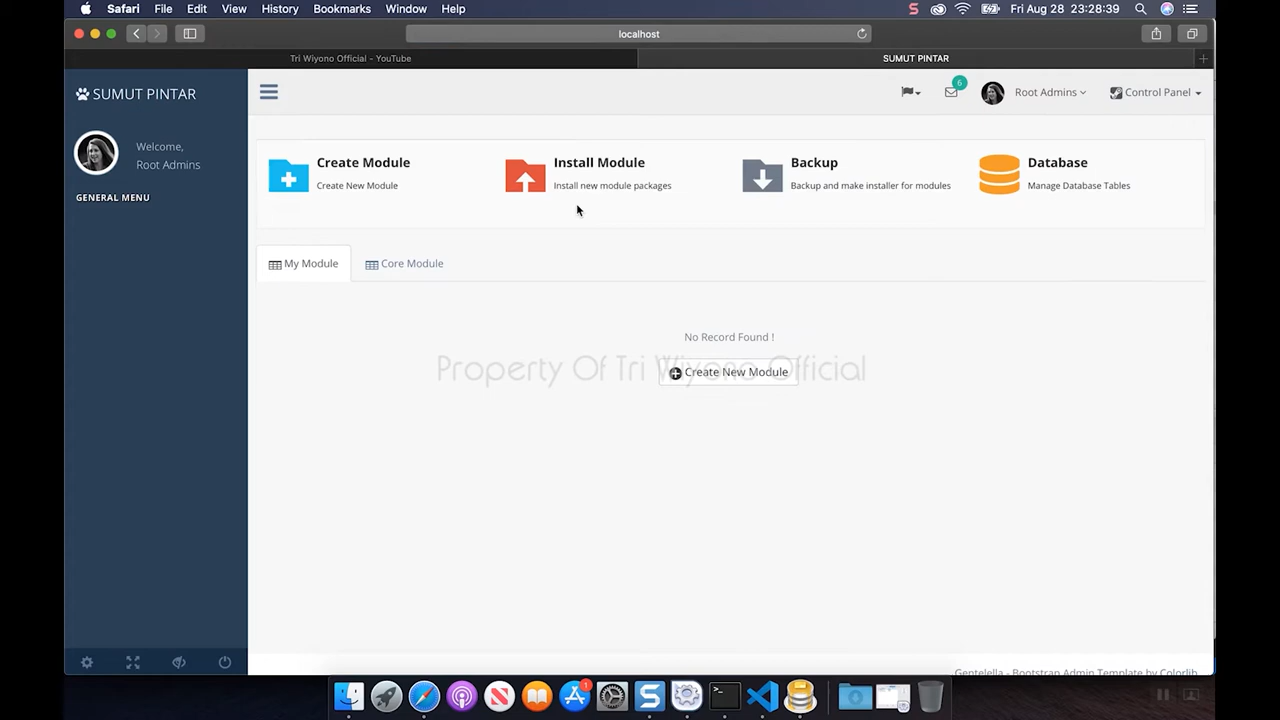 Safari File Edit View History Bookmarks Window Help
Fri Aug 28 23:28:39
localhost
Tri Wiyono Official - YouTube
SUMUT PINTAR
SUMUT PINTAR
6
Root Admins
Control Panel
Welcome,
Root Admins
GENERAL MENU
Create Module
Create New Module
Install Module
Install new module packages
Backup
Backup and make installer for modules
Database
Manage Database Tables
My Module
Core Module
No Record Found !
Property Of Tri Wiyono Official
Create New Module
Gentelella - Bootstrap Admin Template by Colorlib
1